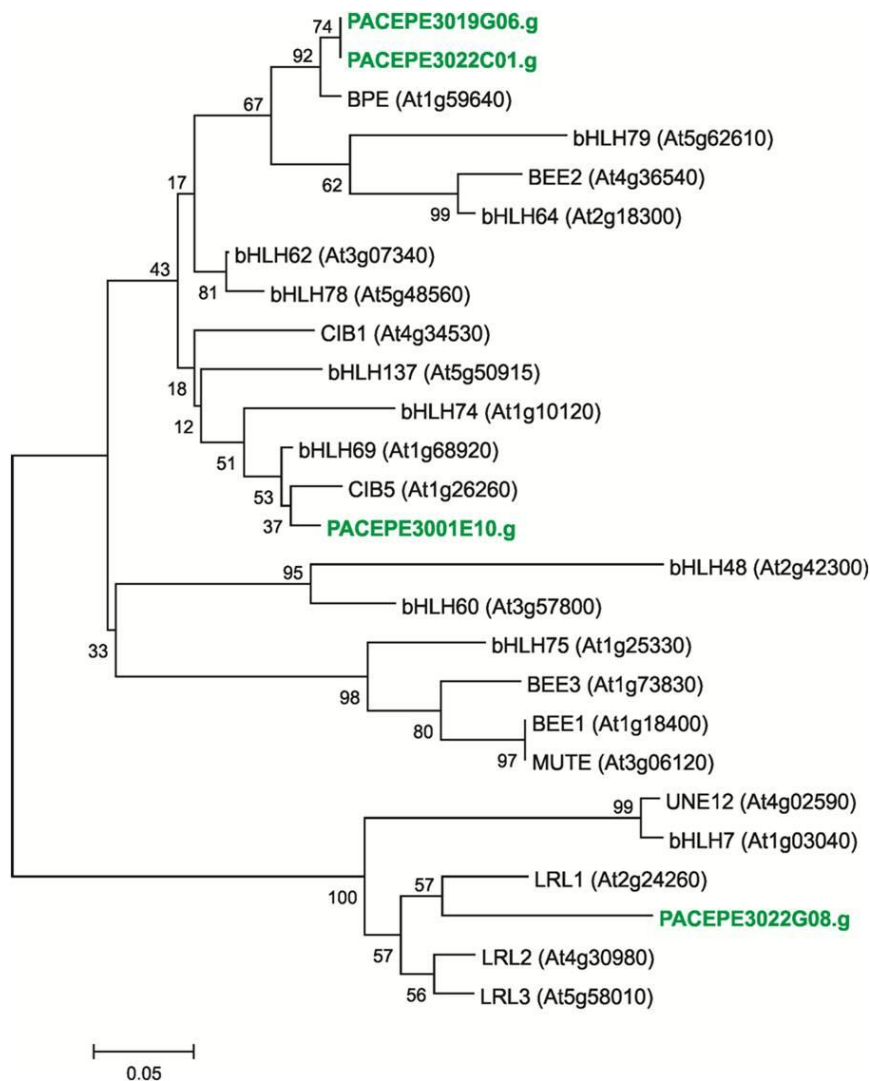 74
PACEPE3019G06.g
92
PACEPE3022C01.g
67
BPE (At1g59640)
bHLH79 (At5g62610)
17
62
BEE2 (At4g36540)
99
bHLH64 (At2g18300)
43
bHLH62 (At3g07340)
81
bHLH78 (At5g48560)
CIB1 (At4g34530)
18
bHLH137 (At5g50915)
12
bHLH74 (At1g10120)
51
bHLH69 (At1g68920)
53
CIB5 (At1g26260)
37
PACEPE3001E10.g
95
bHLH48 (At2g42300)
bHLH60 (At3g57800)
33
bHLH75 (At1g25330)
98
BEE3 (At1g73830)
80
BEE1 (At1g18400)
97
MUTE (At3g06120)
99
UNE12 (At4g02590)
bHLH7 (At1g03040)
100
57
LRL1 (At2g24260)
PACEPE3022G08.g
57
LRL2 (At4g30980)
56
LRL3 (At5g58010)
0.05